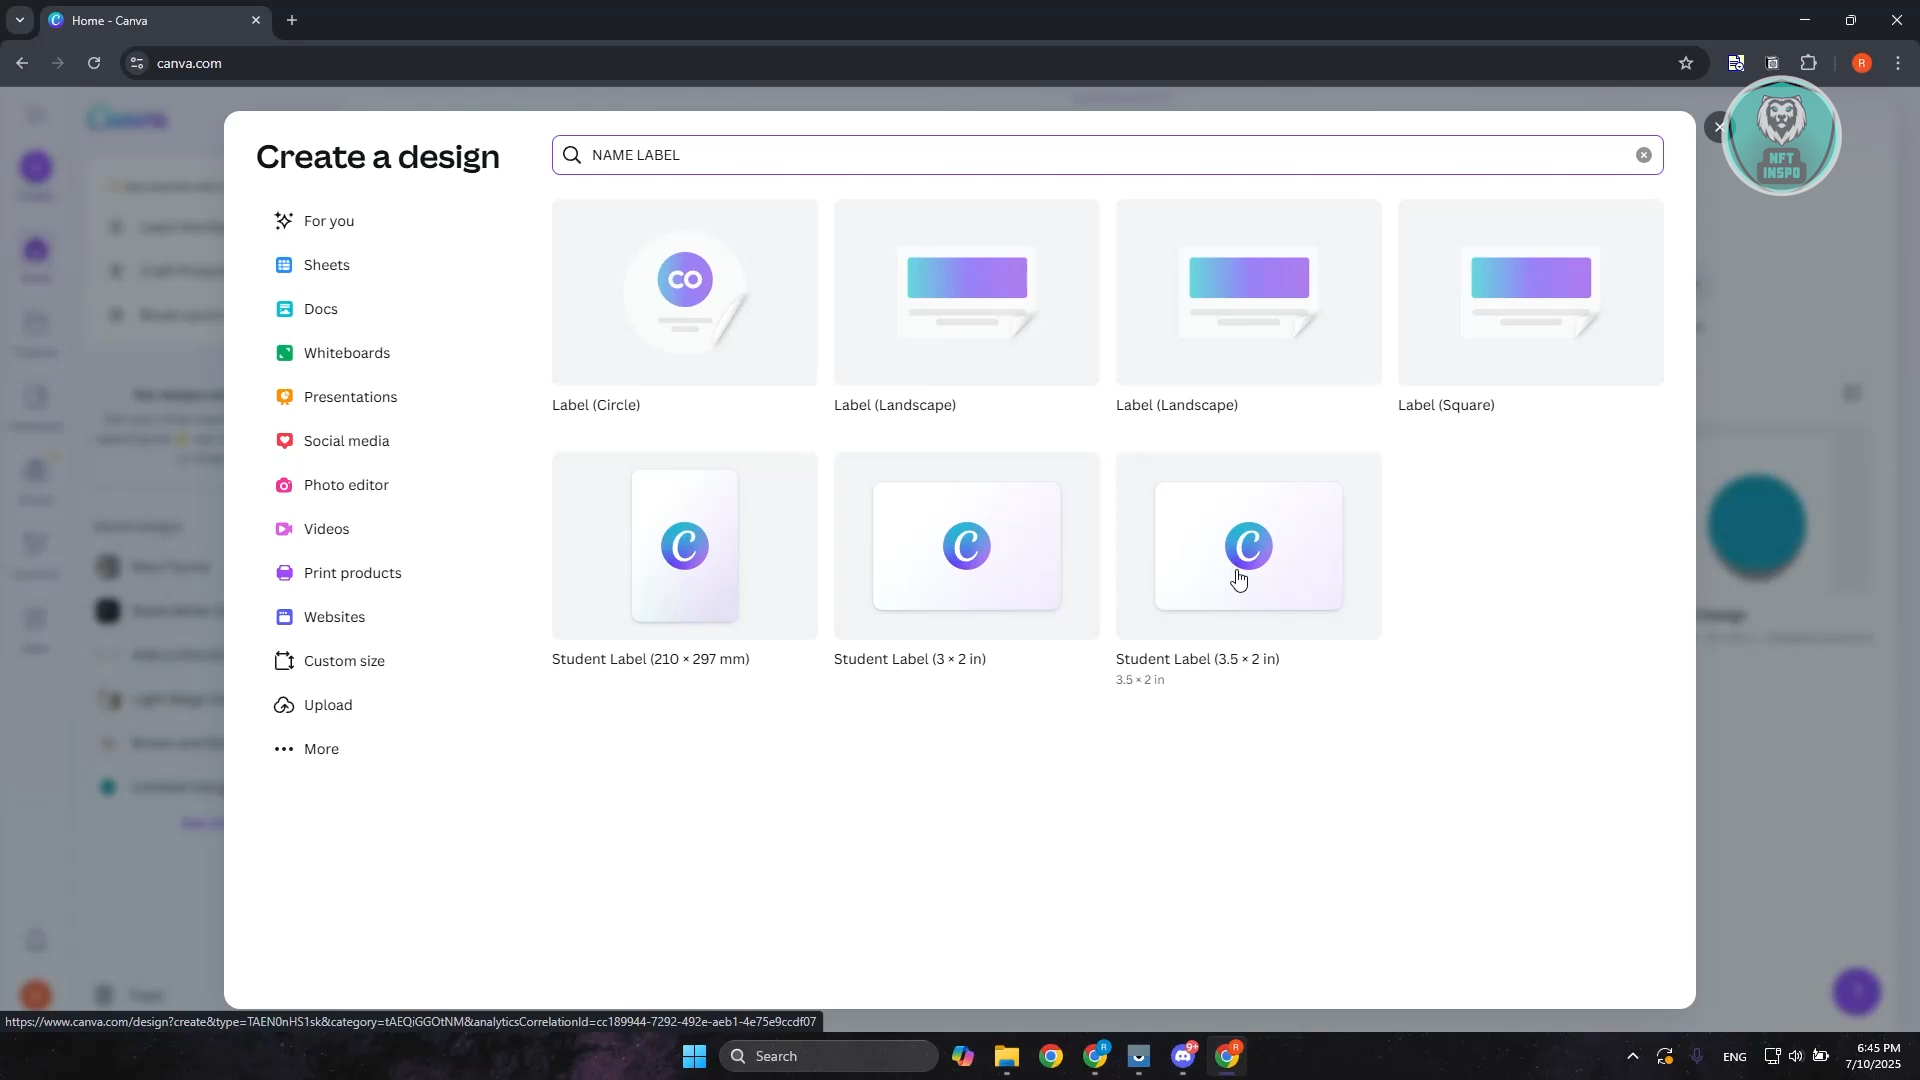 Home - Canva
canva.com
R
NFT
INSPO
Create a design
NAME LABEL
For you
Sheets
Docs
Whiteboards
Presentations
Social media
Photo editor
Videos
Print products
Websites
Custom size
Upload
More
CO
Label (Circle)
Label (Landscape)
Label (Landscape)
Label (Square)
C
C
C
Student Label (210 × 297 mm)
Student Label (3 × 2 in)
Student Label (3.5 × 2 in)
3.5 × 2 in
https://www.canva.com/design?create&type=TAEN0nHS1sk&category=tAEQiGGOtNM&analyticsCorrelationId=cc189944-7292-492e-aeb1-4e75e9ccdf07
Search
R
9+
R
ENG
6:45 PM
7/10/2025